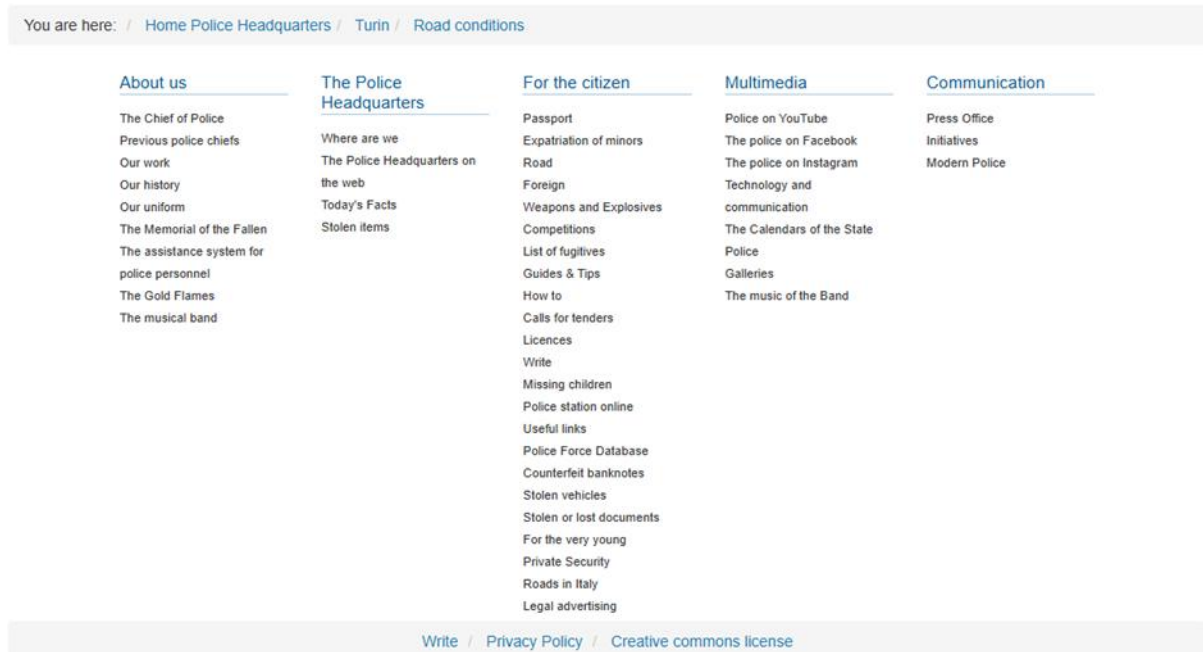 You are here: / Home Police Headquarters / Turin / Road conditions
About us
The Chief of Police
Previous police chiefs
Our work
Our history
Our uniform
The Memorial of the Fallen
The assistance system for
police personnel
The Gold Flames
The musical band
The Police
Headquarters
Where are we
The Police Headquarters on
the web
Today's Facts
Stolen items
For the citizen
Passport
Expatriation of minors
Road
Foreign
Weapons and Explosives
Competitions
List of fugitives
Guides & Tips
How to
Calls for tenders
Licences
Write
Missing children
Police station online
Useful links
Police Force Database
Counterfeit banknotes
Stolen vehicles
Stolen or lost documents
For the very young
Private Security
Roads in Italy
Legal advertising
Multimedia
Police on YouTube
The police on Facebook
The police on Instagram
Technology and
communication
The Calendars of the State
Police
Galleries
The music of the Band
Communication
Press Office
Initiatives
Modern Police
Write / Privacy Policy / Creative commons license